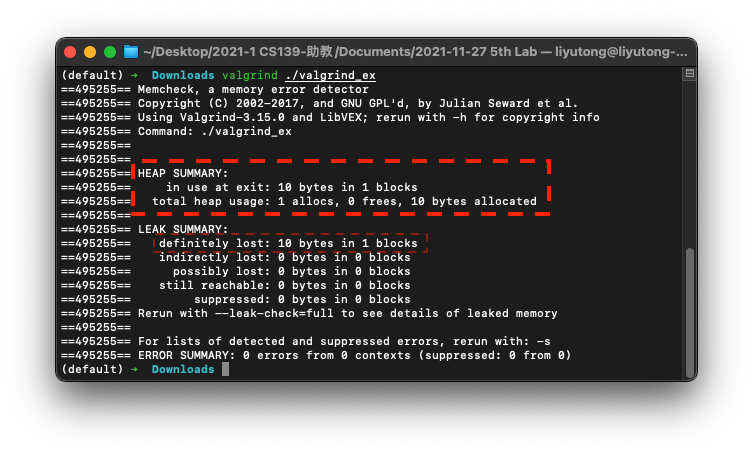 ~/Desktop/2021-1 CS139-助教/Documents/2021-11-27 5th Lab — liyutong@liyutong-...
(default) → Downloads valgrind ./valgrind_ex
==495255== Memcheck, a memory error detector
==495255== Copyright (C) 2002-2017, and GNU GPL'd, by Julian Seward et al.
==495255== Using Valgrind-3.15.0 and LibVEX; rerun with -h for copyright info
==495255== Command: ./valgrind_ex
==495255==
==495255==
==495255== HEAP SUMMARY:
==495255==     in use at exit: 10 bytes in 1 blocks
==495255==   total heap usage: 1 allocs, 0 frees, 10 bytes allocated
==495255==
==495255== LEAK SUMMARY:
==495255==    definitely lost: 10 bytes in 1 blocks
==495255==    indirectly lost: 0 bytes in 0 blocks
==495255==      possibly lost: 0 bytes in 0 blocks
==495255==    still reachable: 0 bytes in 0 blocks
==495255==         suppressed: 0 bytes in 0 blocks
==495255== Rerun with --leak-check=full to see details of leaked memory
==495255==
==495255== For lists of detected and suppressed errors, rerun with: -s
==495255== ERROR SUMMARY: 0 errors from 0 contexts (suppressed: 0 from 0)
(default) → Downloads